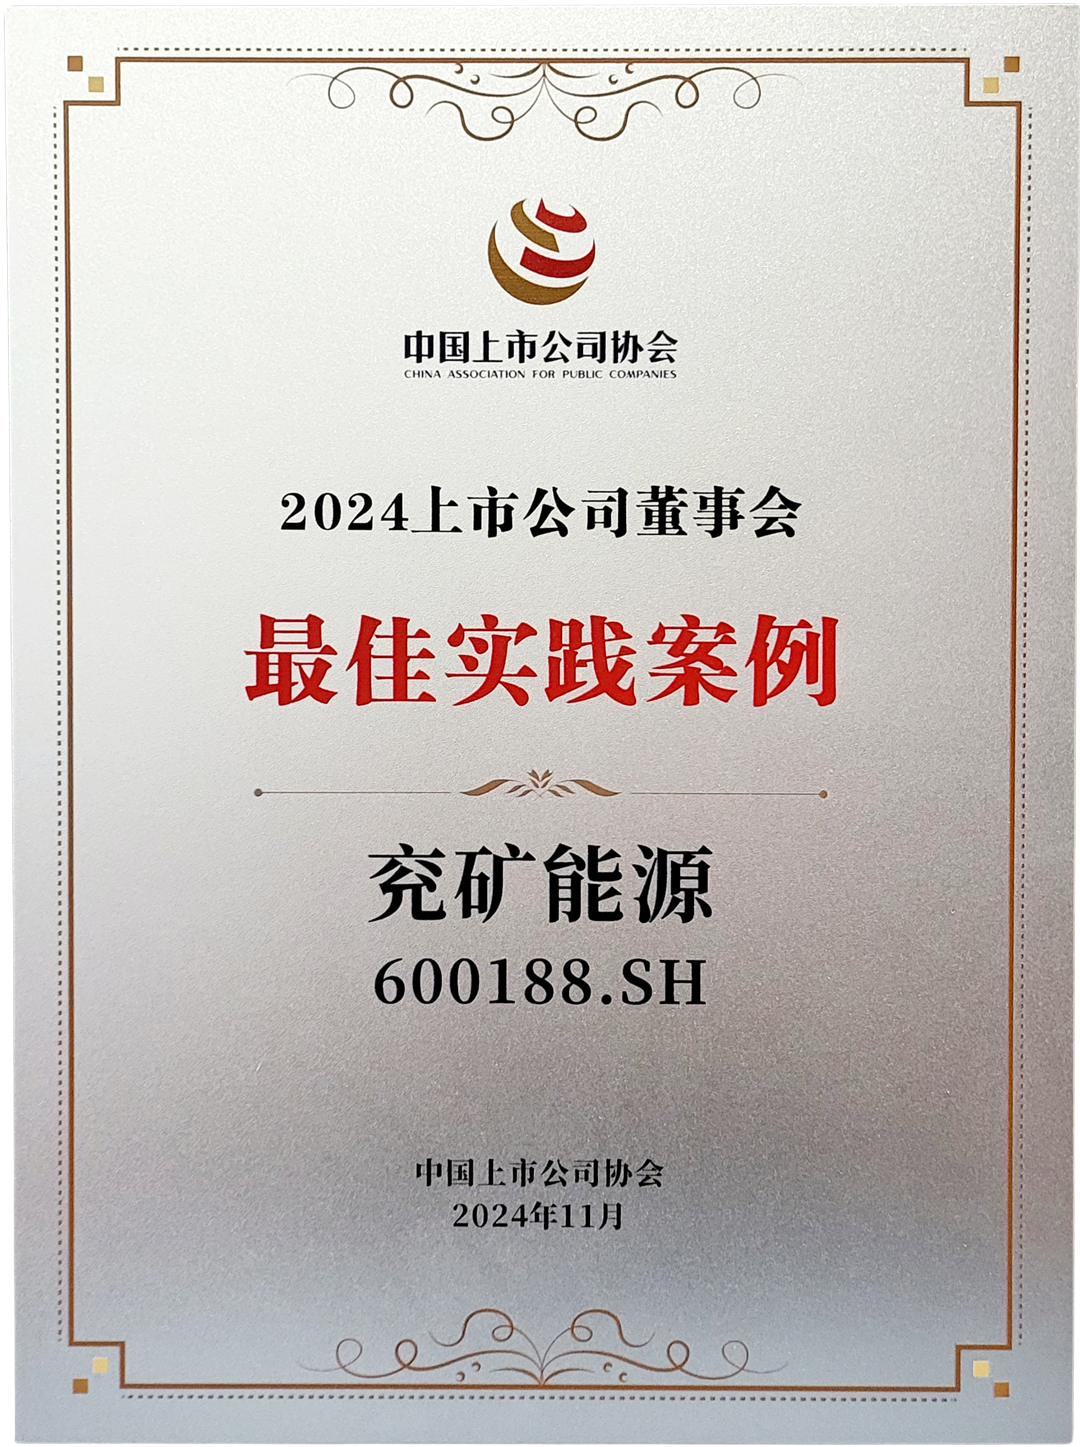 中国上市公司协会
CHINA ASSOCIATION FOR PUBLIC COMPANIES
2024上市公司董事会
最佳实践案例
兖矿能源
600188.SH
中国上市公司协会
2024年11月